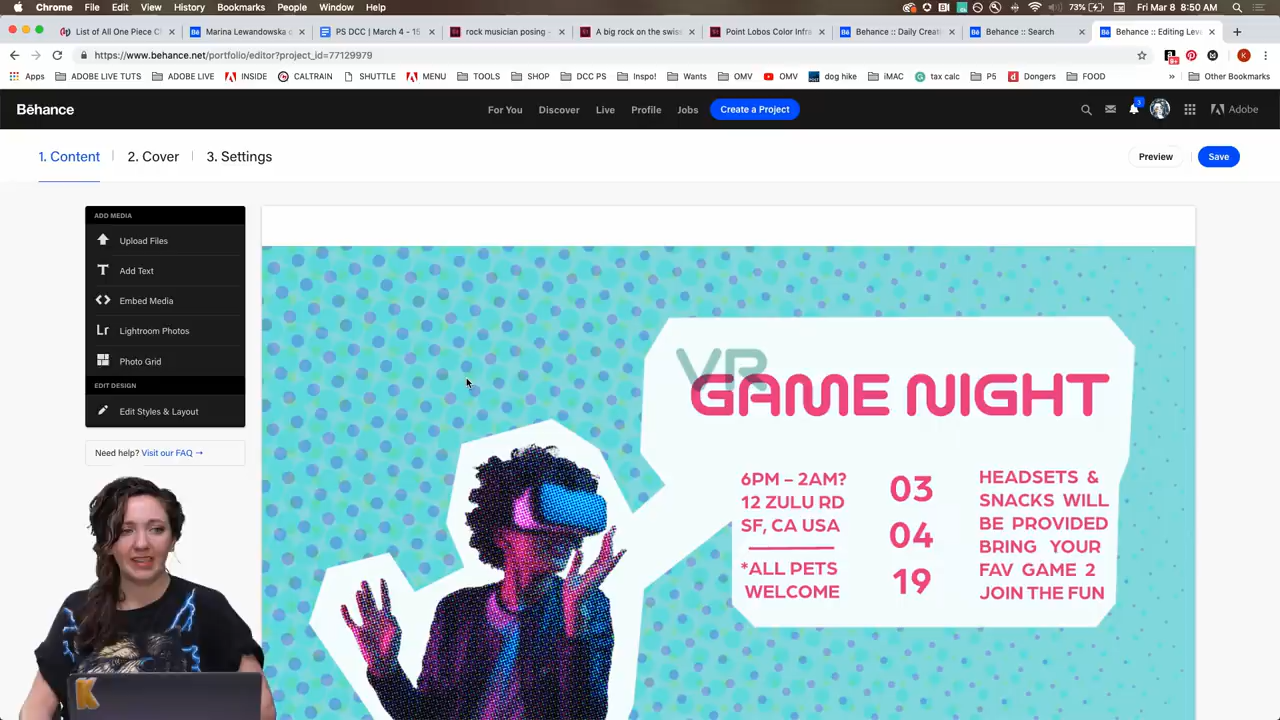 Chrome File Edit View History Bookmarks People Window Help
73% Fri Mar 8 8:50 AM
List of All One Piece C
Marina Lewandowska
PS DCC | March 4 – 15
rock musician posing -
A big rock on the swis
Point Lobos Color Infra
Behance :: Daily Creat
Behance :: Search
Behance :: Editing Leve
https://www.behance.net/portfolio/editor?project_id=77129979
Apps ADOBE LIVE TUTS ADOBE LIVE INSIDE CALTRAIN SHUTTLE MENU TOOLS SHOP DCC PS Inspo! Wants OMV OMV dog hike iMAC tax calc P5 Dongers FOOD » Other Bookmarks
Bēhance For You Discover Live Profile Jobs Create a Project 3 Adobe
1. Content 2. Cover 3. Settings Preview Save
ADD MEDIA
Upload Files
Add Text
Embed Media
Lr Lightroom Photos
Photo Grid
EDIT DESIGN
Edit Styles & Layout
Need help? Visit our FAQ →
VR
GAME NIGHT
6PM – 2AM?
12 ZULU RD
SF, CA USA
*ALL PETS
WELCOME
03
04
19
HEADSETS &
SNACKS WILL
BE PROVIDED
BRING YOUR
FAV GAME 2
JOIN THE FUN
K